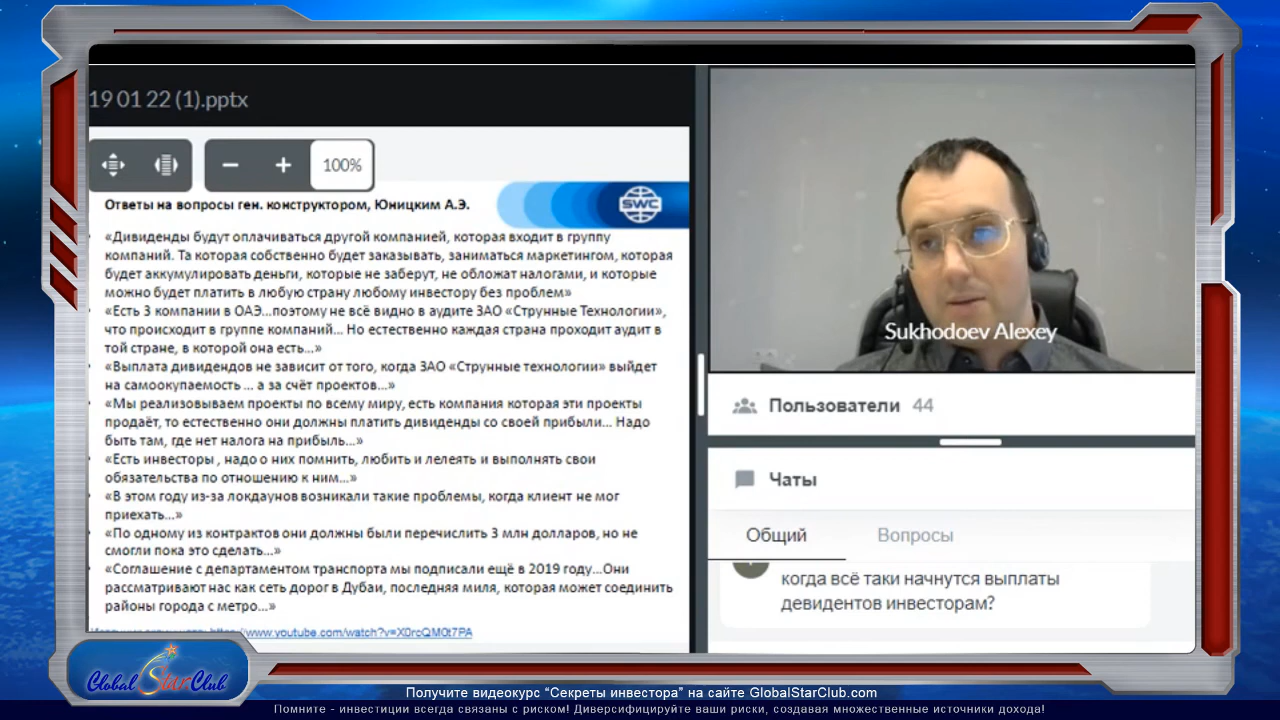 19 01 22 (1).pptx
100%
Ответы на вопросы ген. конструктором, Юницким А.Э.
SWC
«Дивиденды будут оплачиваться другой компанией, которая входит в группу
компаний. Та которая собственно будет заказывать, заниматься маркетингом, которая
будет аккумулировать деньги, которые не заберут, не обложат налогами, и которые
можно будет платить в любую страну любому инвестору без проблем»
«Есть 3 компании в ОАЭ...поэтому не всё видно в аудите ЗАО «Струнные Технологии»,
что происходит в группе компаний... Но естественно каждая страна проходит аудит в
той стране, в которой она есть...»
«Выплата дивидендов не зависит от того, когда ЗАО «Струнные технологии» выйдет
на самоокупаемость ... а за счёт проектов...»
«Мы реализовываем проекты по всему миру, есть компания которая эти проекты
продаёт, то естественно они должны платить дивиденды со своей прибыли... Надо
быть там, где нет налога на прибыль...»
«Есть инвесторы , надо о них помнить, любить и лелеять и выполнять свои
обязательства по отношению к ним...»
«В этом году из-за локдаунов возникали такие проблемы, когда клиент не мог
приехать...»
«По одному из контрактов они должны были перечислить 3 млн долларов, но не
смогли пока это сделать...»
«Соглашение с департаментом транспорта мы подписали ещё в 2019 году...Они
рассматривают нас как сеть дорог в Дубаи, последняя миля, которая может соединить
районы города с метро...»
Sukhodoev Alexey
Пользователи 44
Чаты
Общий Вопросы
когда всё таки начнутся выплаты
девидентов инвесторам?
Global Star Club
Получите видеокурс "Секреты инвестора" на сайте GlobalStarClub.com
Помните - инвестиции всегда связаны с риском! Диверсифицируйте ваши риски, создавая множественные источники дохода!